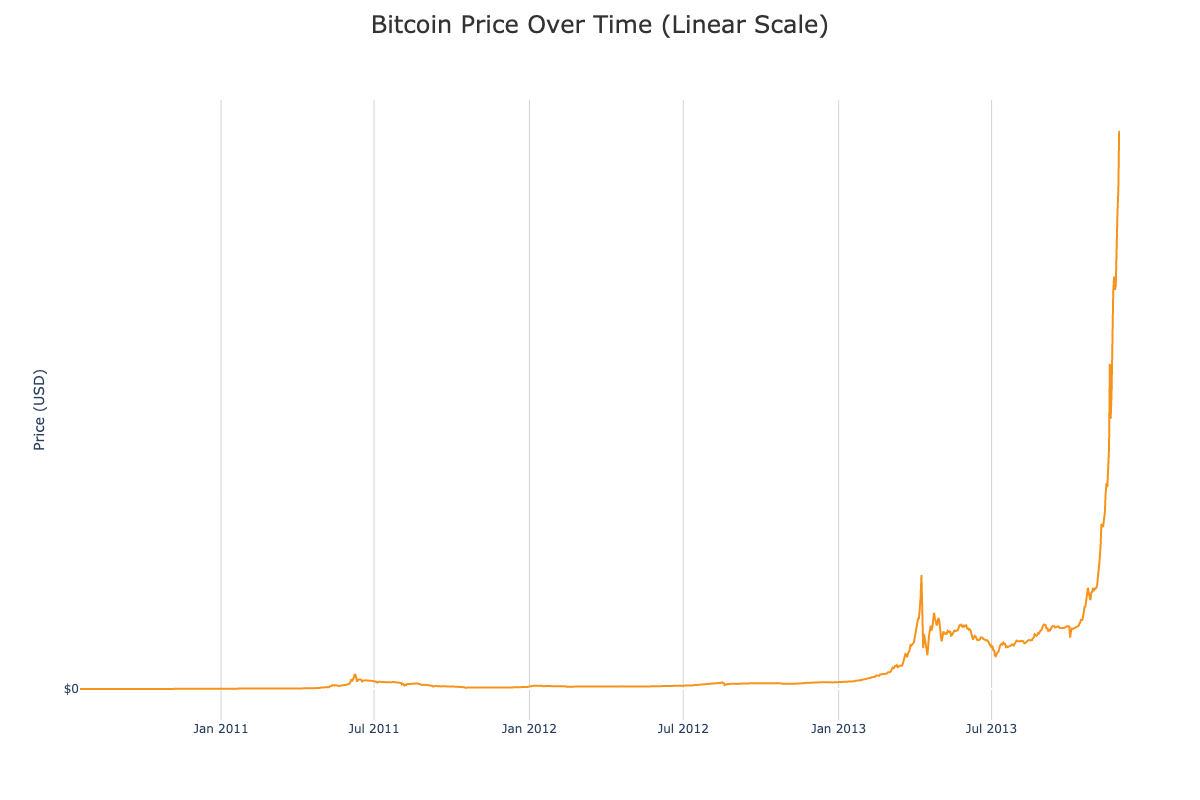 Bitcoin Price Over Time (Linear Scale)
Price (USD)
$0
Jan 2011
Jul 2011
Jan 2012
Jul 2012
Jan 2013
Jul 2013